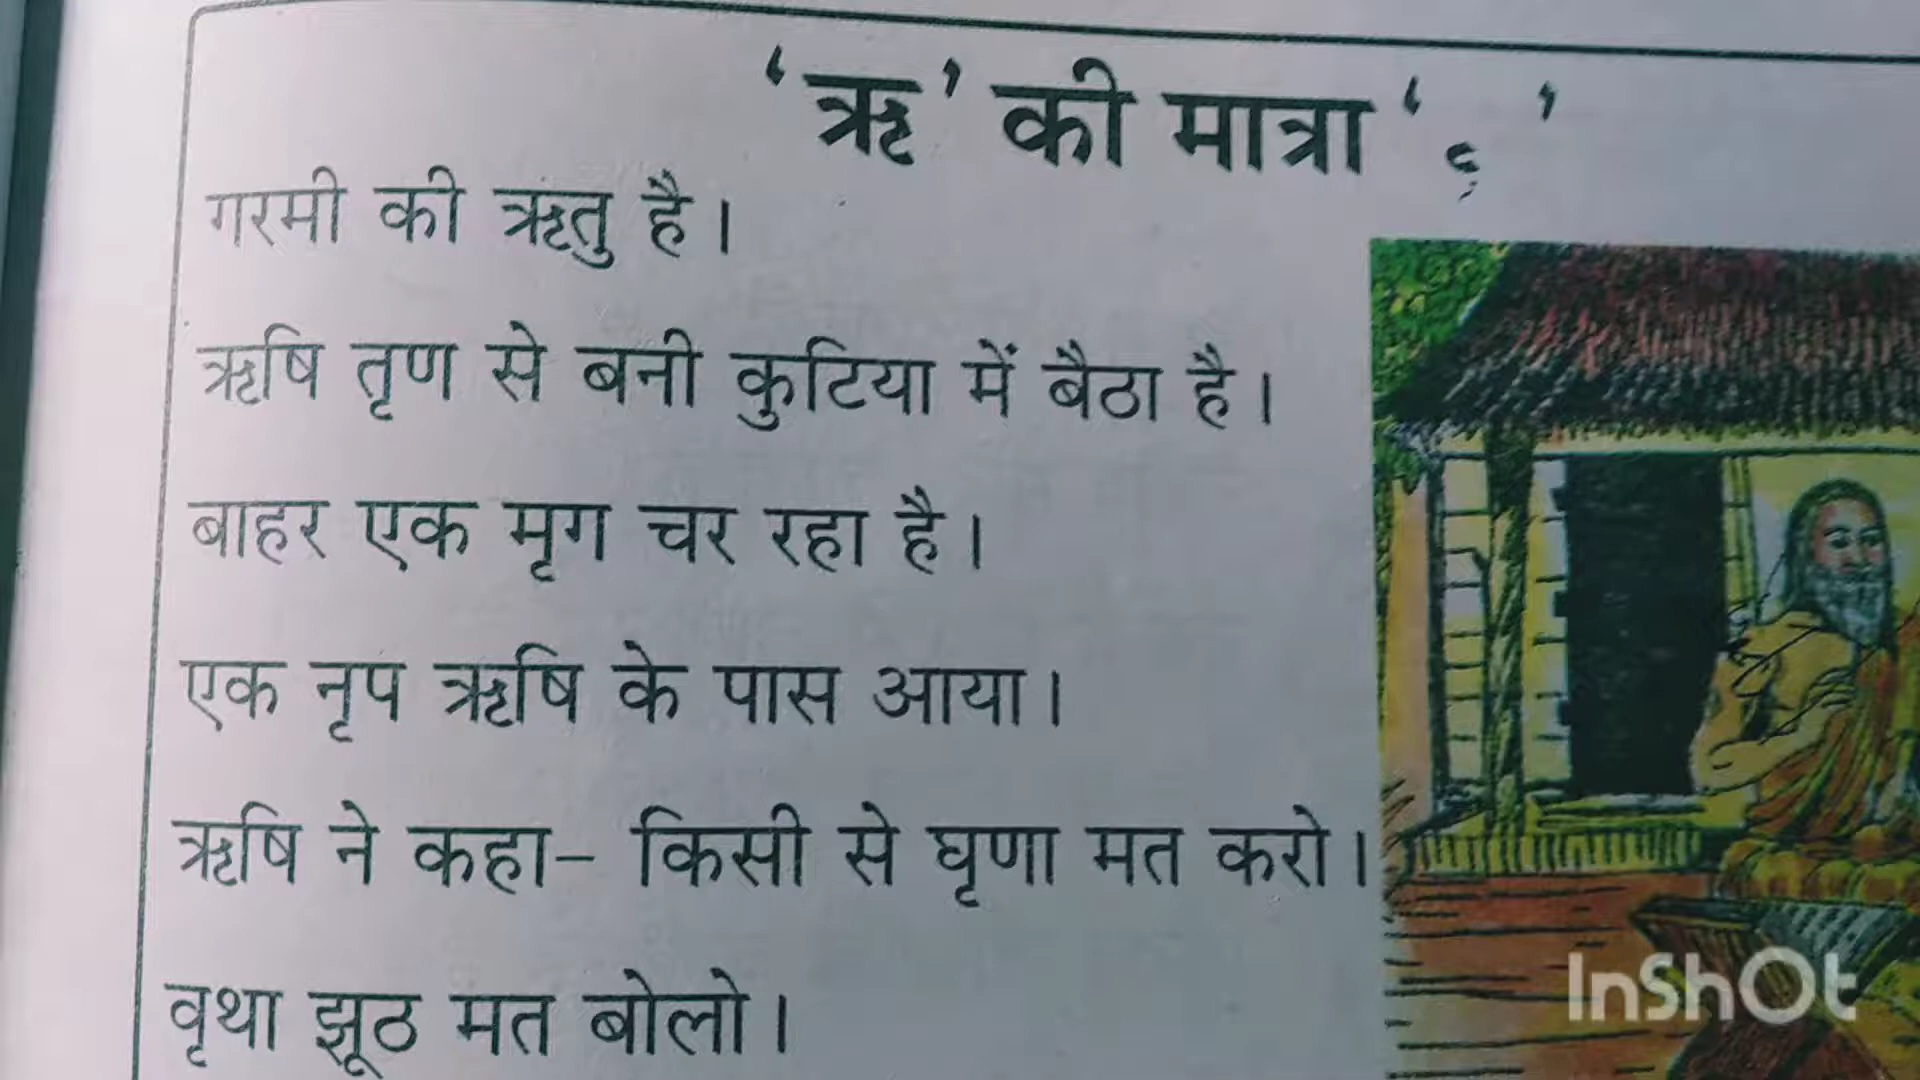 ‘ऋ’ की मात्रा ‘ ृ ’
गरमी की ऋतु है।
ऋषि तृण से बनी कुटिया में बैठा है।
बाहर एक मृग चर रहा है।
एक नृप ऋषि के पास आया।
ऋषि ने कहा– किसी से घृणा मत करो।
वृथा झूठ मत बोलो।
InShOt